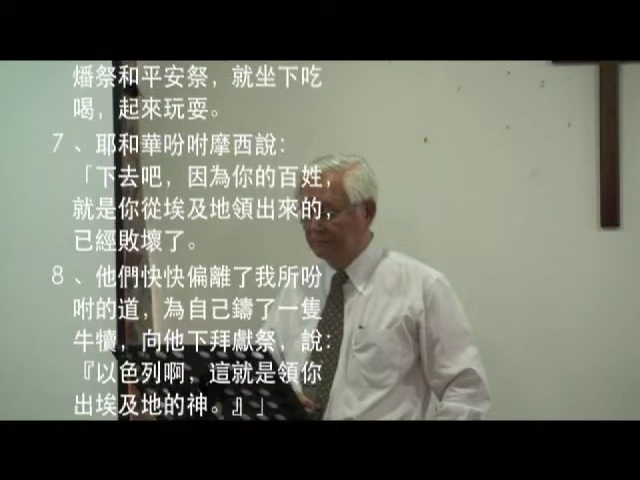 燔祭和平安祭，就坐下吃
喝，起來玩耍。
7、耶和華吩咐摩西說：
「下去吧，因為你的百姓，
就是你從埃及地領出來的，
已經敗壞了。
8、他們快快偏離了我所吩
咐的道，為自己鑄了一隻
牛犢，向他下拜獻祭，說：
『以色列啊，這就是領你
出埃及地的神。』」